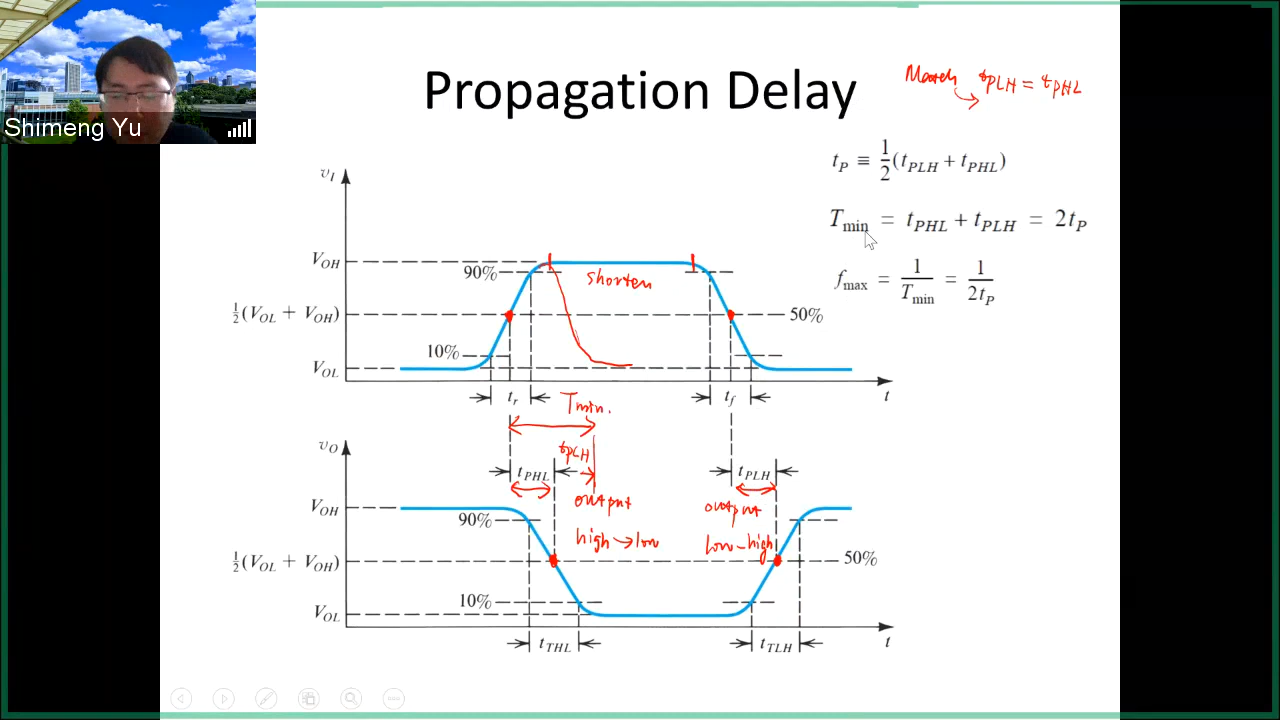 Shimeng Yu
Propagation Delay
March tPLH = tPHL
tP ≡ 1/2 (tPLH + tPHL)
Tmin = tPHL + tPLH = 2tP
fmax = 1/Tmin = 1/2tP
vI
VOH
90%
shorten
1/2(VOL + VOH)
50%
10%
VOL
tr
tf
t
Tmin.
vO
tPLH
tPHL
tPLH
output
output
VOH
90%
high→low
low-high
1/2 (VOL + VOH)
50%
10%
VOL
tTHL
tTLH
t